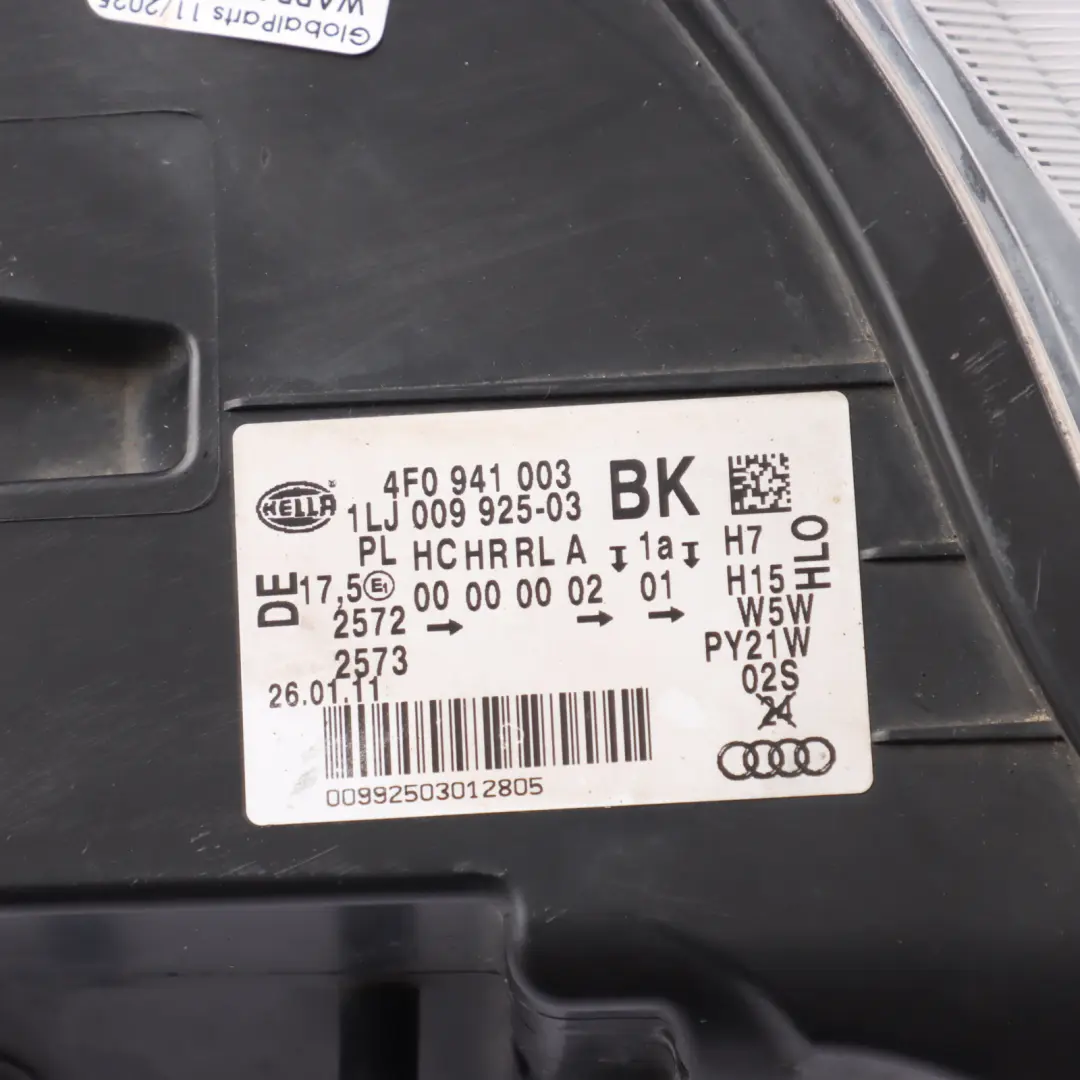 GlobalParts 11/2025
HELLA
4F0 941 003 BK
1LJ 009 925-03
PL HCHRRL A 1a H7
DE 17,5 E1 00 00 00 02 01 H15 HLO
2572 W5W
2573 PY21W
02S
26.01.11 24
00992503012805